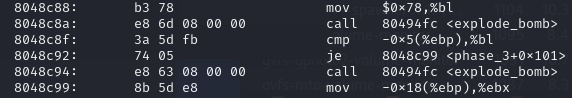 8048c88: b3 78 mov $0x78,%bl
8048c8a: e8 6d 08 00 00 call 80494fc <explode_bomb>
8048c8f: 3a 5d fb cmp -0x5(%ebp),%bl
8048c92: 74 05 je 8048c99 <phase_3+0x101>
8048c94: e8 63 08 00 00 call 80494fc <explode_bomb>
8048c99: 8b 5d e8 mov -0x18(%ebp),%ebx